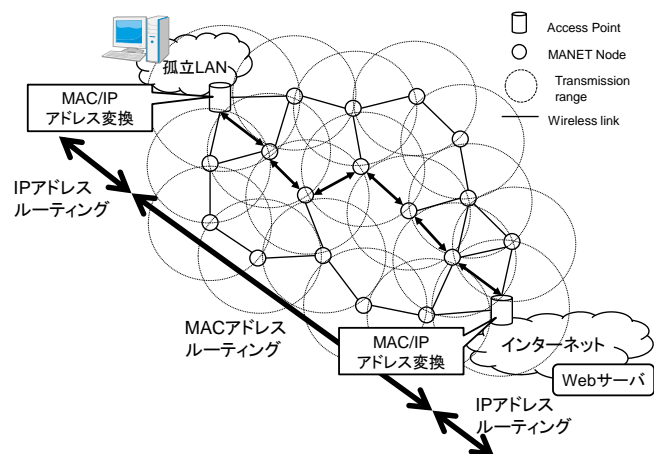 Access Point
MANET Node
Transmission
range
Wireless link
孤立LAN
MAC/IP
アドレス変換
IPアドレス
ルーティング
MACアドレス
ルーティング
MAC/IP
アドレス変換
インターネット
Webサーバ
IPアドレス
ルーティング